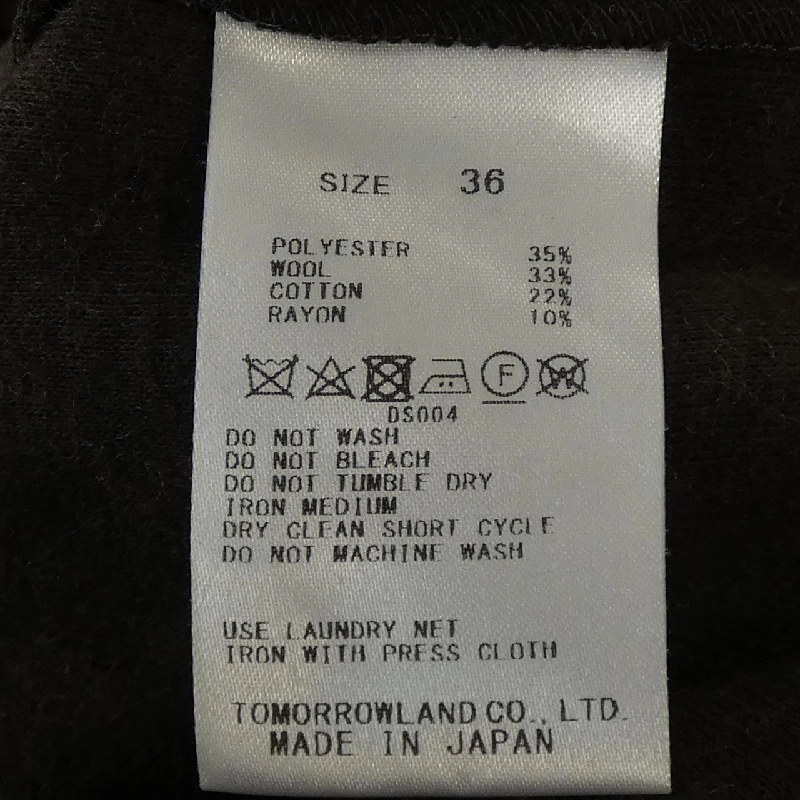 SIZE 36
POLYESTER 35%
WOOL 33%
COTTON 22%
RAYON 10%
F W
DS004
DO NOT WASH
DO NOT BLEACH
DO NOT TUMBLE DRY
IRON MEDIUM
DRY CLEAN SHORT CYCLE
DO NOT MACHINE WASH
USE LAUNDRY NET
IRON WITH PRESS CLOTH
TOMORROWLAND CO., LTD.
MADE IN JAPAN